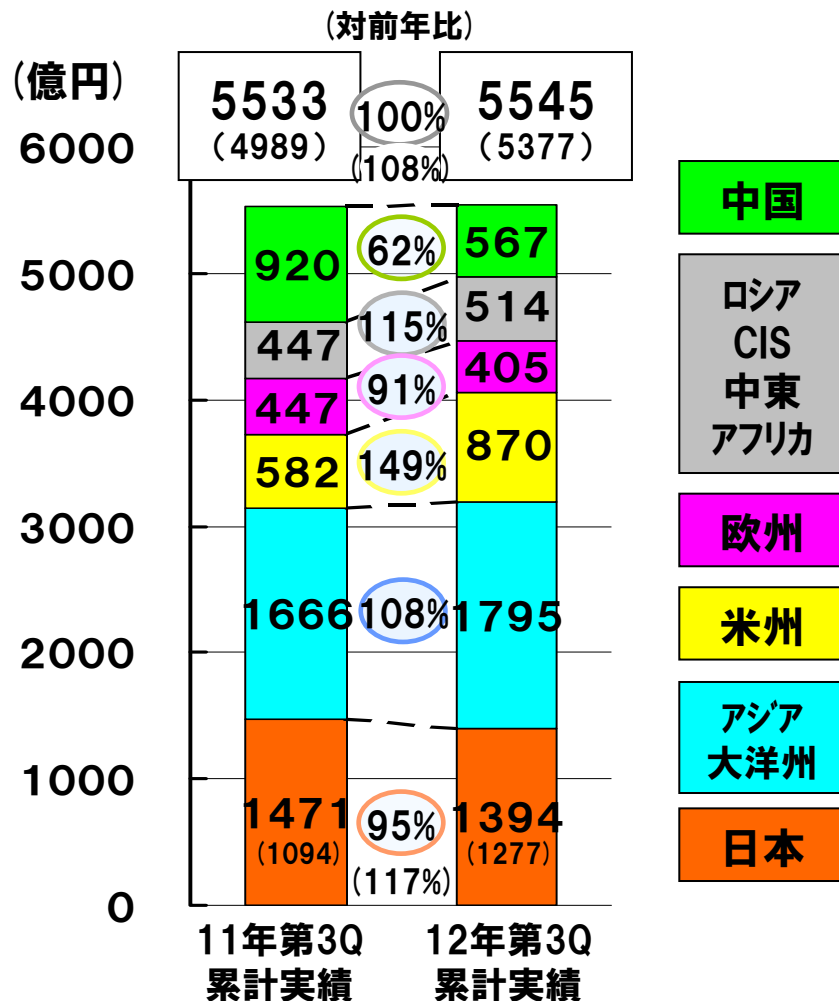 (対前年比)
(億円)
5533
(4989)
100%
(108%)
5545
(5377)
6000
5000
4000
3000
2000
1000
0
920
62%
567
447
115%
514
447
91%
405
582
149%
870
1666
108%
1795
1471
(1094)
95%
(117%)
1394
(1277)
11年第3Q
累計実績
12年第3Q
累計実績
中国
ロシア
CIS
中東
アフリカ
欧州
米州
アジア
大洋州
日本